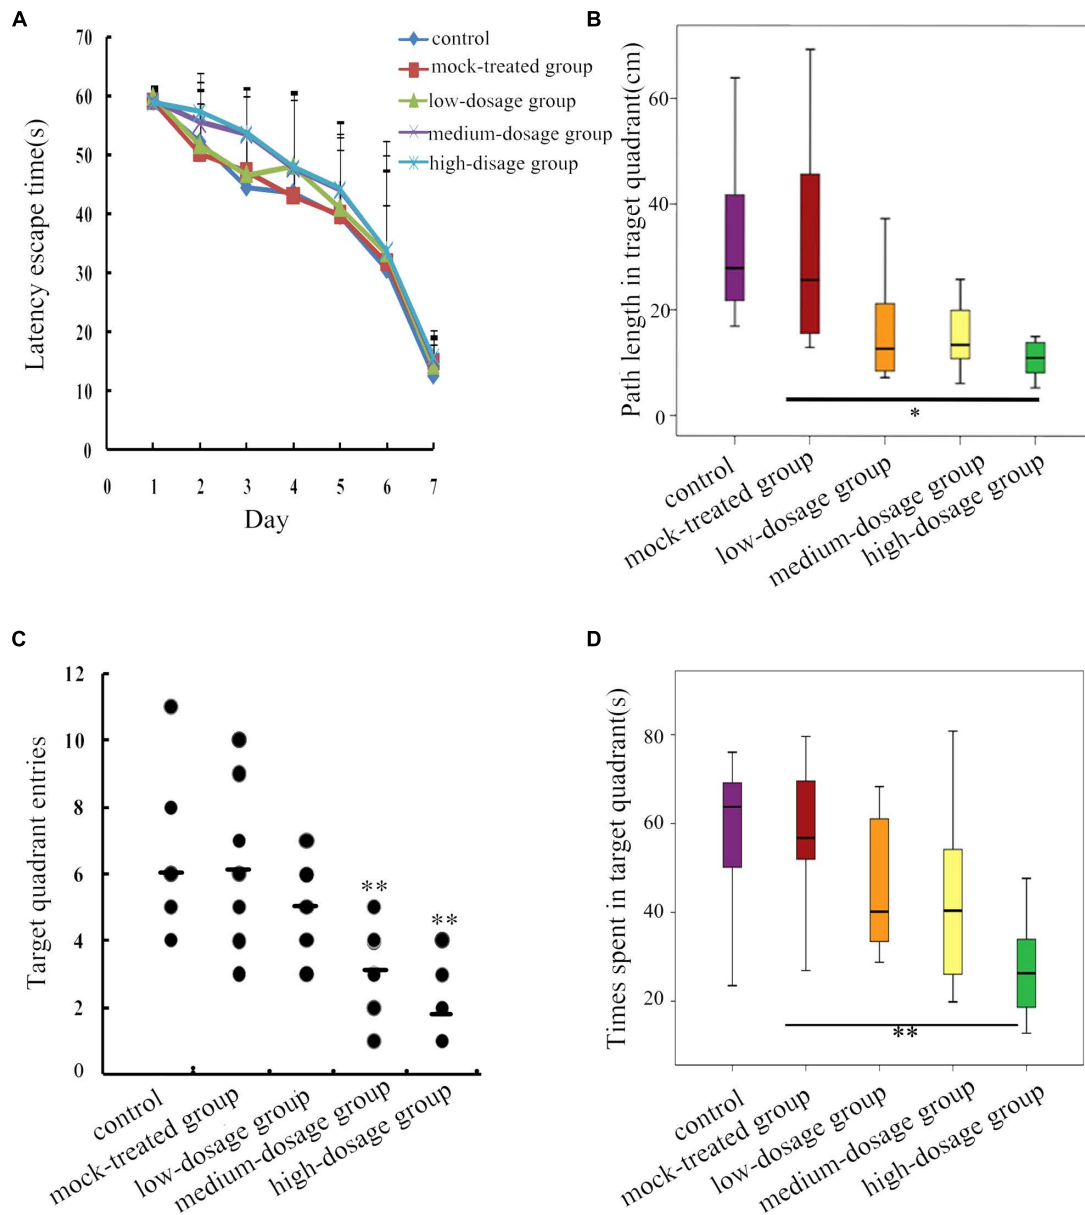 A
70
60
50
40
30
20
10
0
Latency escape time(s)
0 1 2 3 4 5 6 7
Day
control
mock-treated group
low-dosage group
medium-dosage group
high-disage group
B
60
40
20
0
Path length in traget quadrant(cm)
*
control
mock-treated group
low-dosage group
medium-dosage group
high-dosage group
C
12
10
8
6
4
2
0
Target quadrant entries
**
**
control
mock-treated group
low-dosage group
medium-dosage group
high-dosage group
D
80
60
40
20
Times spent in target quadrant(s)
**
control
mock-treated group
low-dosage group
medium-dosage group
high-dosage group